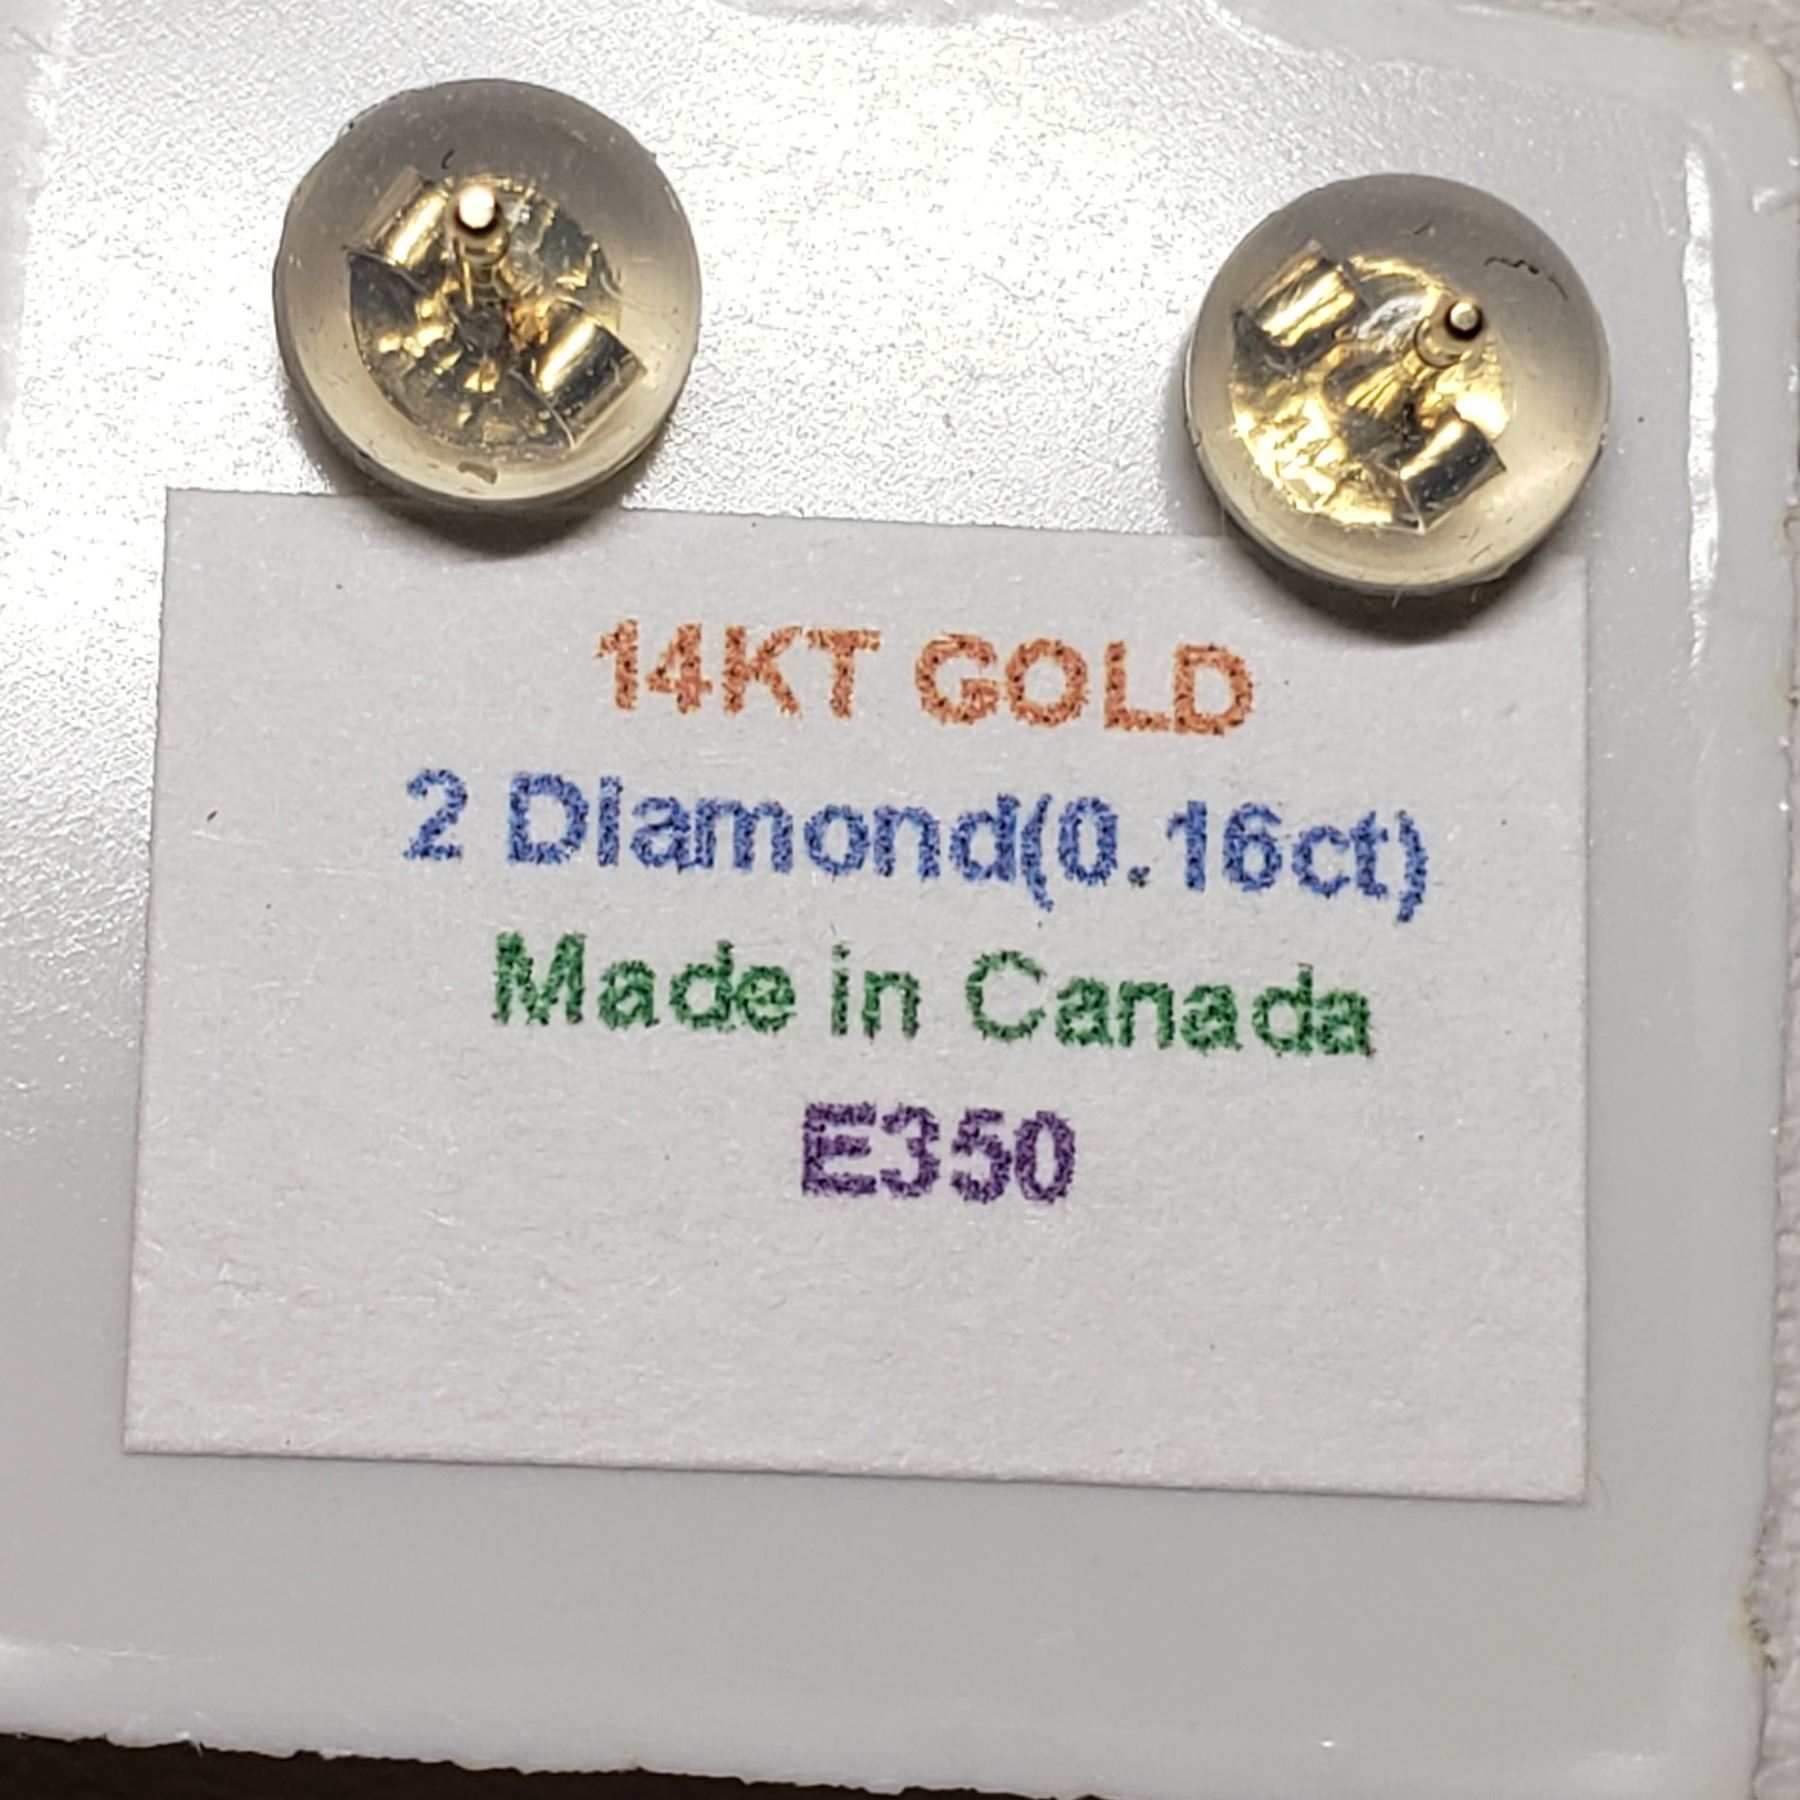 14KT GOLD
2 Diamond(0.16ct)
Made in Canada
E350